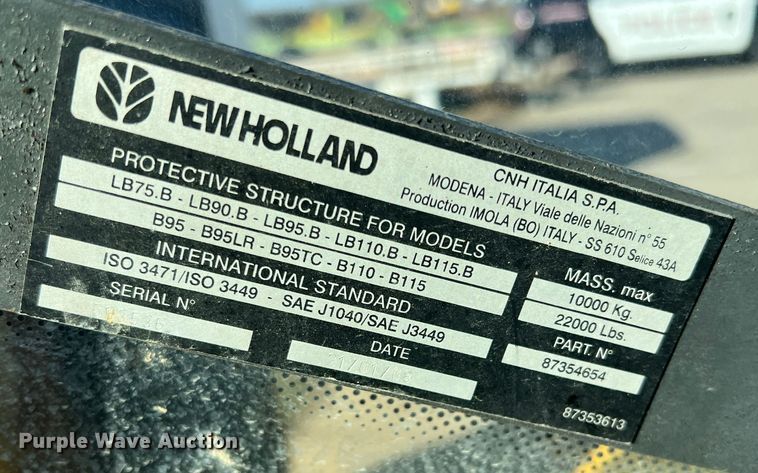 NEW HOLLAND
CNH ITALIA S.P.A.
MODENA - ITALY Viale delle Nazioni n° 55
Production IMOLA (BO) ITALY - SS 610 Selice 43A
PROTECTIVE STRUCTURE FOR MODELS
LB75.B - LB90.B - LB95.B - LB110.B - LB115.B
B95 - B95LR - B95TC - B110 - B115
INTERNATIONAL STANDARD
ISO 3471/ISO 3449 - SAE J1040/SAE J3449
SERIAL N°
DATE
MASS. max
10000 Kg.
22000 Lbs.
PART. N°
87354654
87353613
Purple Wave Auction